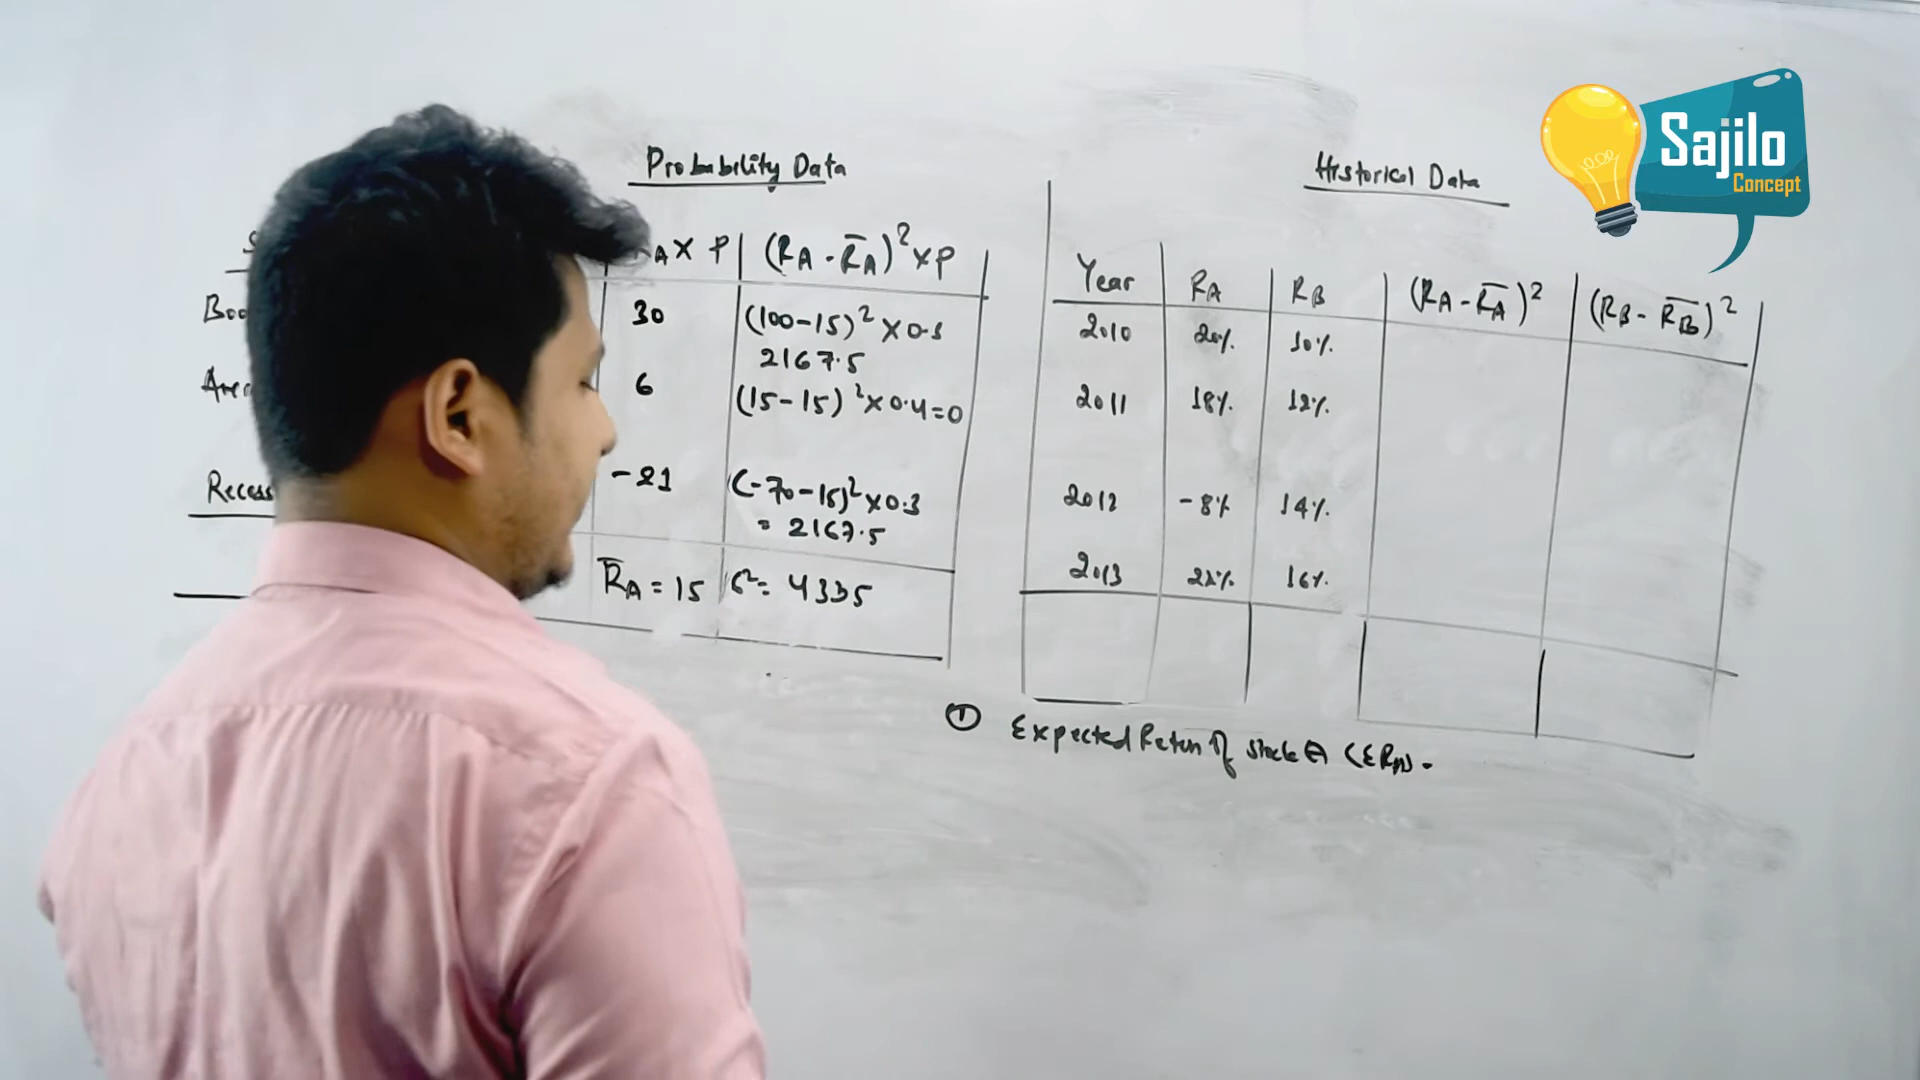 Probability Data
RA x P | (RA - R̅A)² x P
Boo
30
(100-15)² x 0.3
2167.5
Aver
6
(15-15)² x 0.4 = 0
Recess
-21
(-70-15)² x 0.3
= 2167.5
R̅A = 15
σ² = 4335
Historical Data
Year | RA | RB | (RA - R̅A)² | (RB - R̅B)²
2010 20% 10%
2011 18% 12%
2012 -8% 14%
2013 22% 16%
① Expected Return of stock A (ERA).
Sajilo
Concept